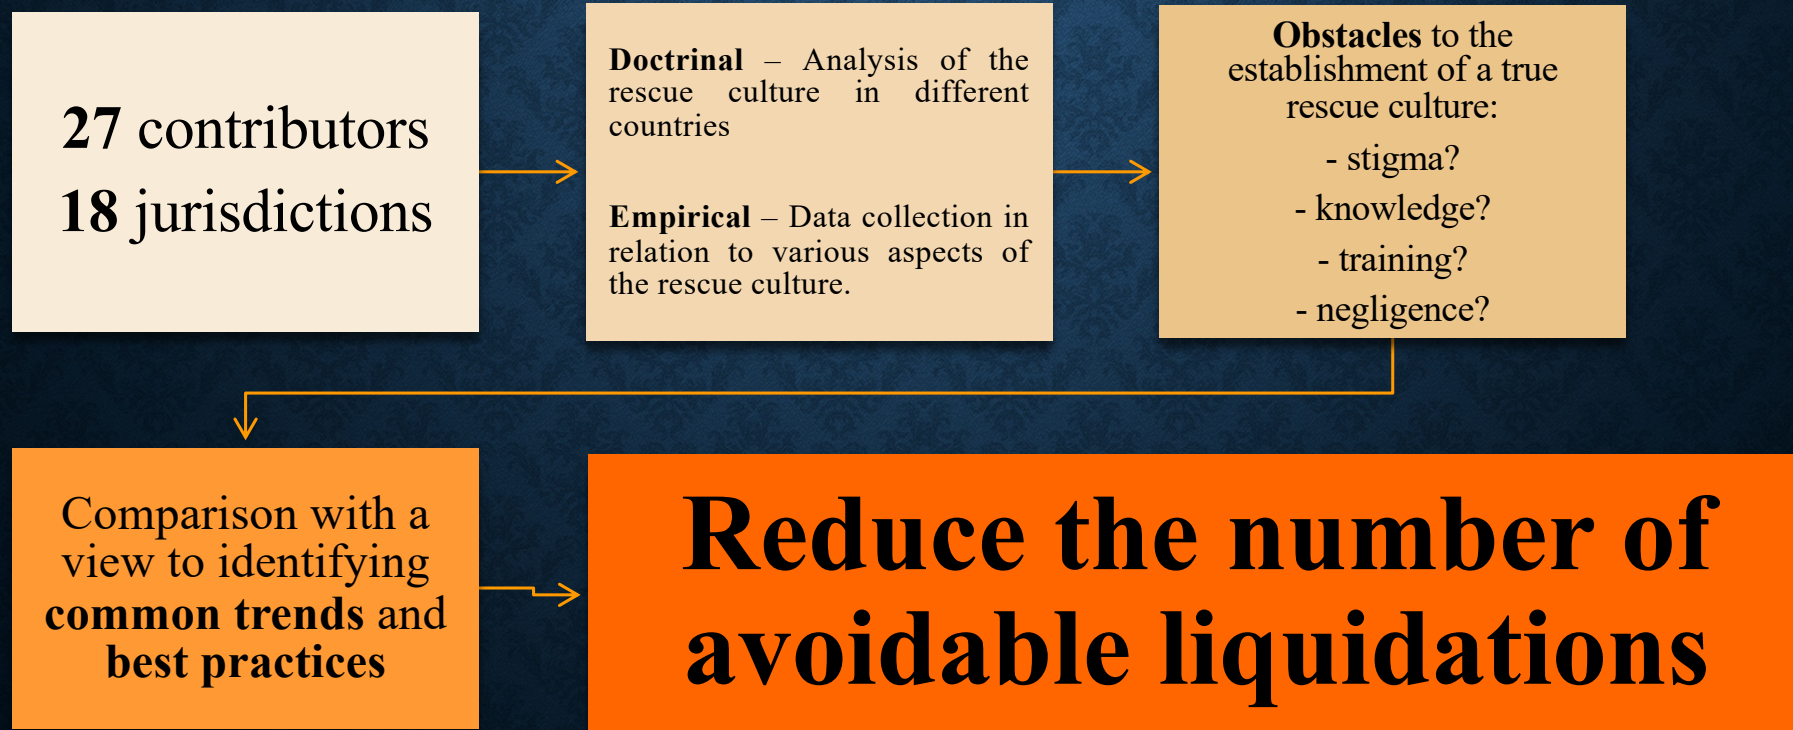 27 contributors
18 jurisdictions
Doctrinal – Analysis of the
rescue culture in different
countries
Empirical – Data collection in
relation to various aspects of
the rescue culture.
Obstacles to the
establishment of a true
rescue culture:
- stigma?
- knowledge?
- training?
- negligence?
Comparison with a
view to identifying
common trends and
best practices
Reduce the number of
avoidable liquidations